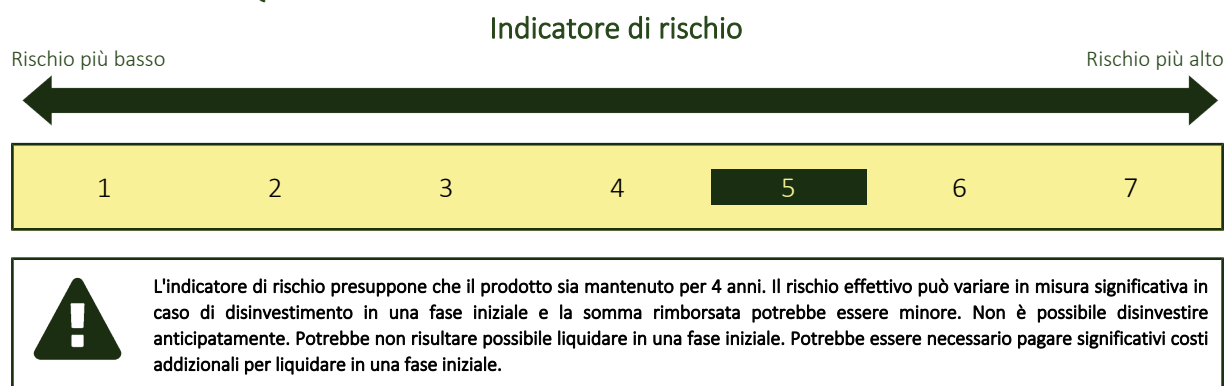 Indicatore di rischio
Rischio più basso
Rischio più alto
1 2 3 4 5 6 7
L'indicatore di rischio presuppone che il prodotto sia mantenuto per 4 anni. Il rischio effettivo può variare in misura significativa in
caso di disinvestimento in una fase iniziale e la somma rimborsata potrebbe essere minore. Non è possibile disinvestire
anticipatamente. Potrebbe non risultare possibile liquidare in una fase iniziale. Potrebbe essere necessario pagare significativi costi
addizionali per liquidare in una fase iniziale.